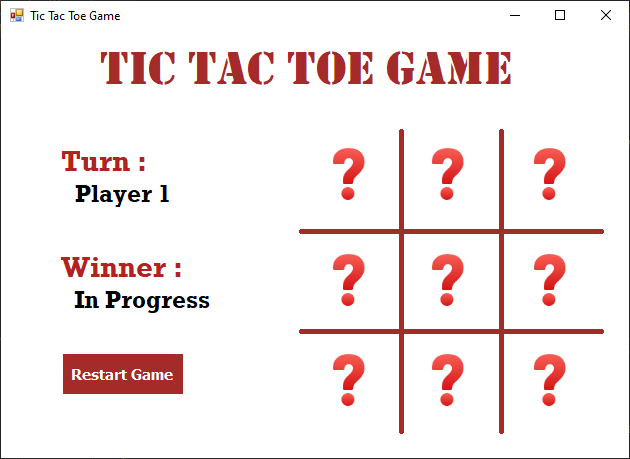 Tic Tac Toe Game
TIC TAC TOE GAME
Turn :
Player 1
Winner :
In Progress
Restart Game
? ? ?
? ? ?
? ? ?